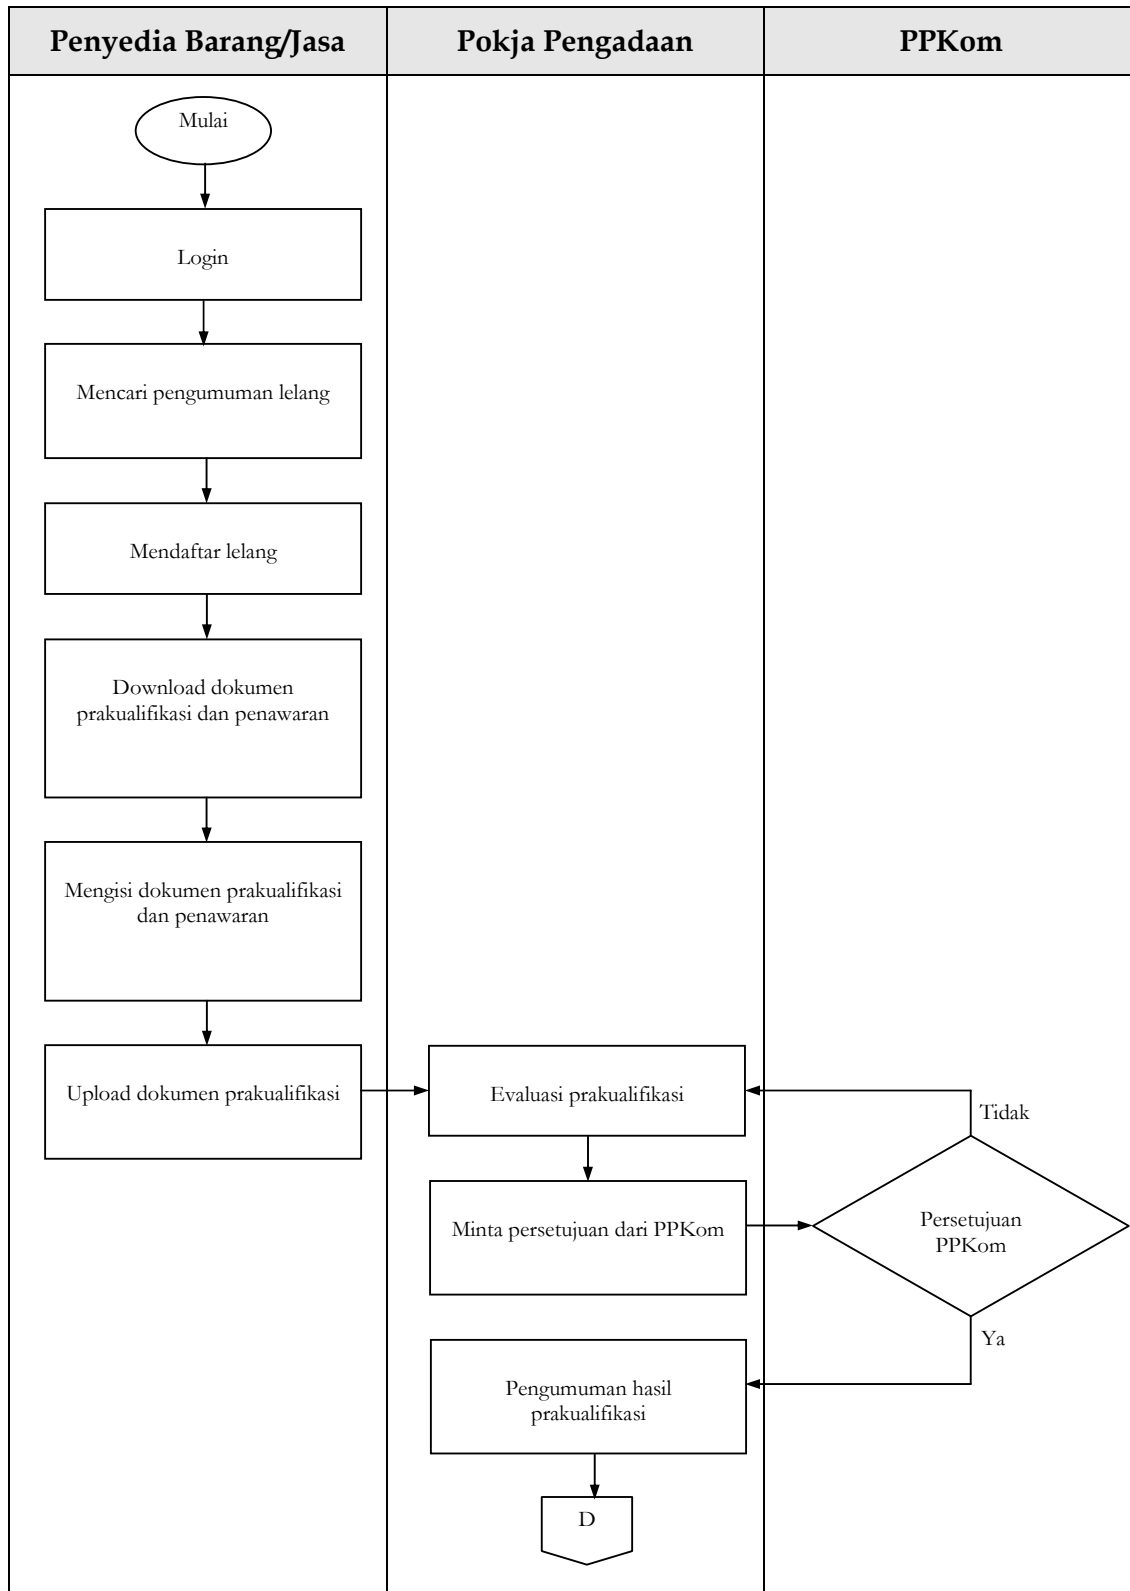 Penyedia Barang/Jasa
Pokja Pengadaan
PPKom
Mulai
Login
Mencari pengumuman lelang
Mendaftar lelang
Download dokumen
prakualifikasi dan penawaran
Mengisi dokumen prakualifikasi
dan penawaran
Upload dokumen prakualifikasi
Evaluasi prakualifikasi
Tidak
Minta persetujuan dari PPKom
Persetujuan
PPKom
Ya
Pengumuman hasil
prakualifikasi
D